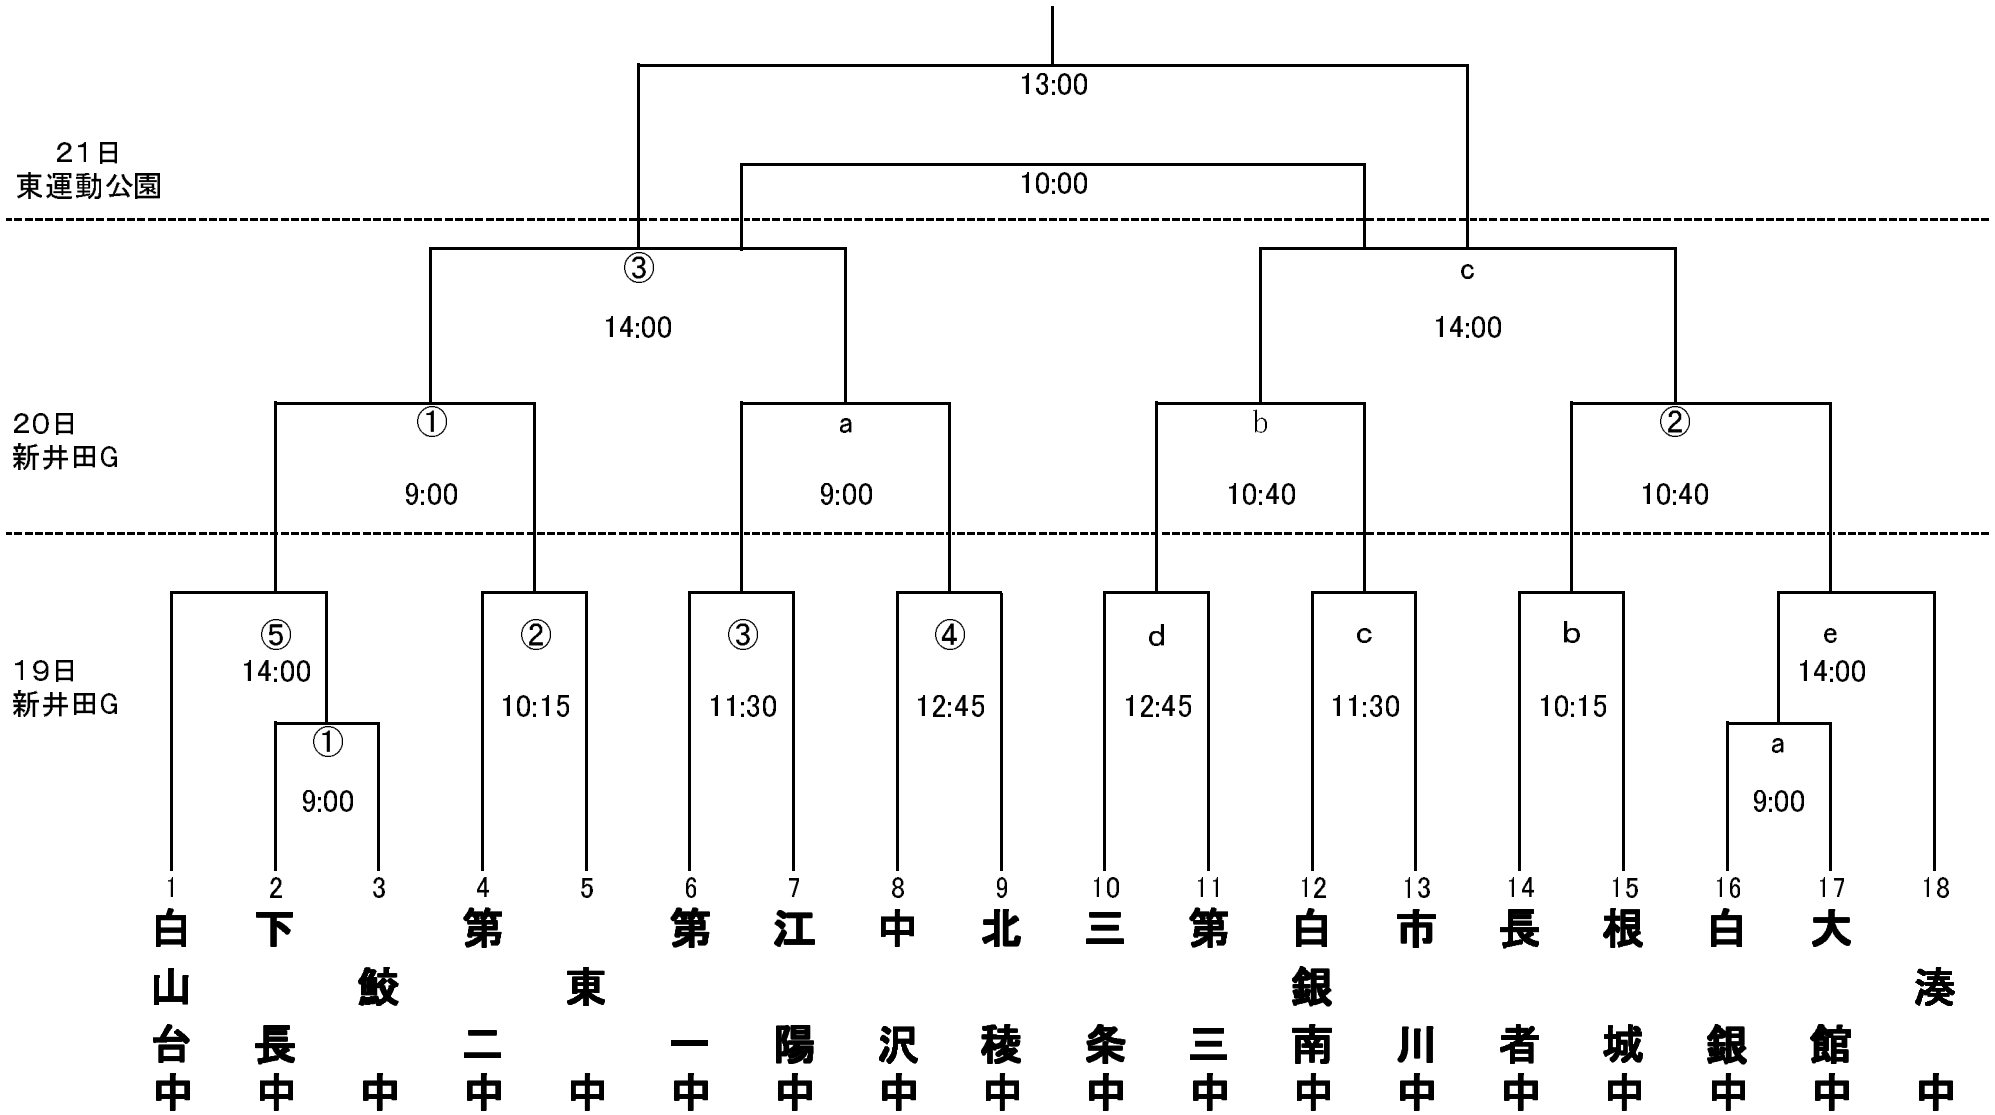 13:00
21日
東運動公園
10:00
③
c
14:00
14:00
20日
新井田G
①
a
b
②
9:00
9:00
10:40
10:40
19日
新井田G
⑤
②
③
④
d
c
b
e
14:00
14:00
10:15
11:30
12:45
12:45
11:30
10:15
①
a
9:00
9:00
1
2
3
4
5
6
7
8
9
10
11
12
13
14
15
16
17
18
白山台中
下長中
鮫中
第二中
東中
第一中
江陽中
中沢中
北稜中
三条中
第三中
白銀南中
市川中
長者中
根城中
白銀中
大館中
湊中